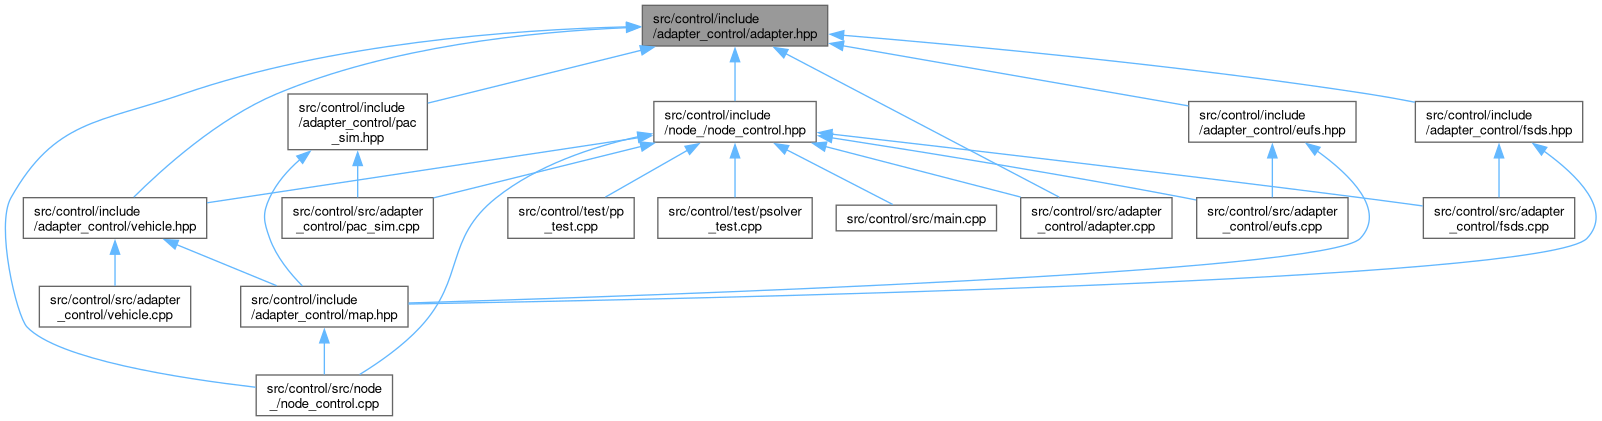 src/control/include
/adapter_control/adapter.hpp
src/control/include
/adapter_control/pac
_sim.hpp
src/control/include
/node_/node_control.hpp
src/control/include
/adapter_control/eufs.hpp
src/control/include
/adapter_control/fsds.hpp
src/control/include
/adapter_control/vehicle.hpp
src/control/src/adapter
_control/pac_sim.cpp
src/control/test/pp
_test.cpp
src/control/test/psolver
_test.cpp
src/control/src/main.cpp
src/control/src/adapter
_control/adapter.cpp
src/control/src/adapter
_control/eufs.cpp
src/control/src/adapter
_control/fsds.cpp
src/control/src/adapter
_control/vehicle.cpp
src/control/include
/adapter_control/map.hpp
src/control/src/node
_/node_control.cpp